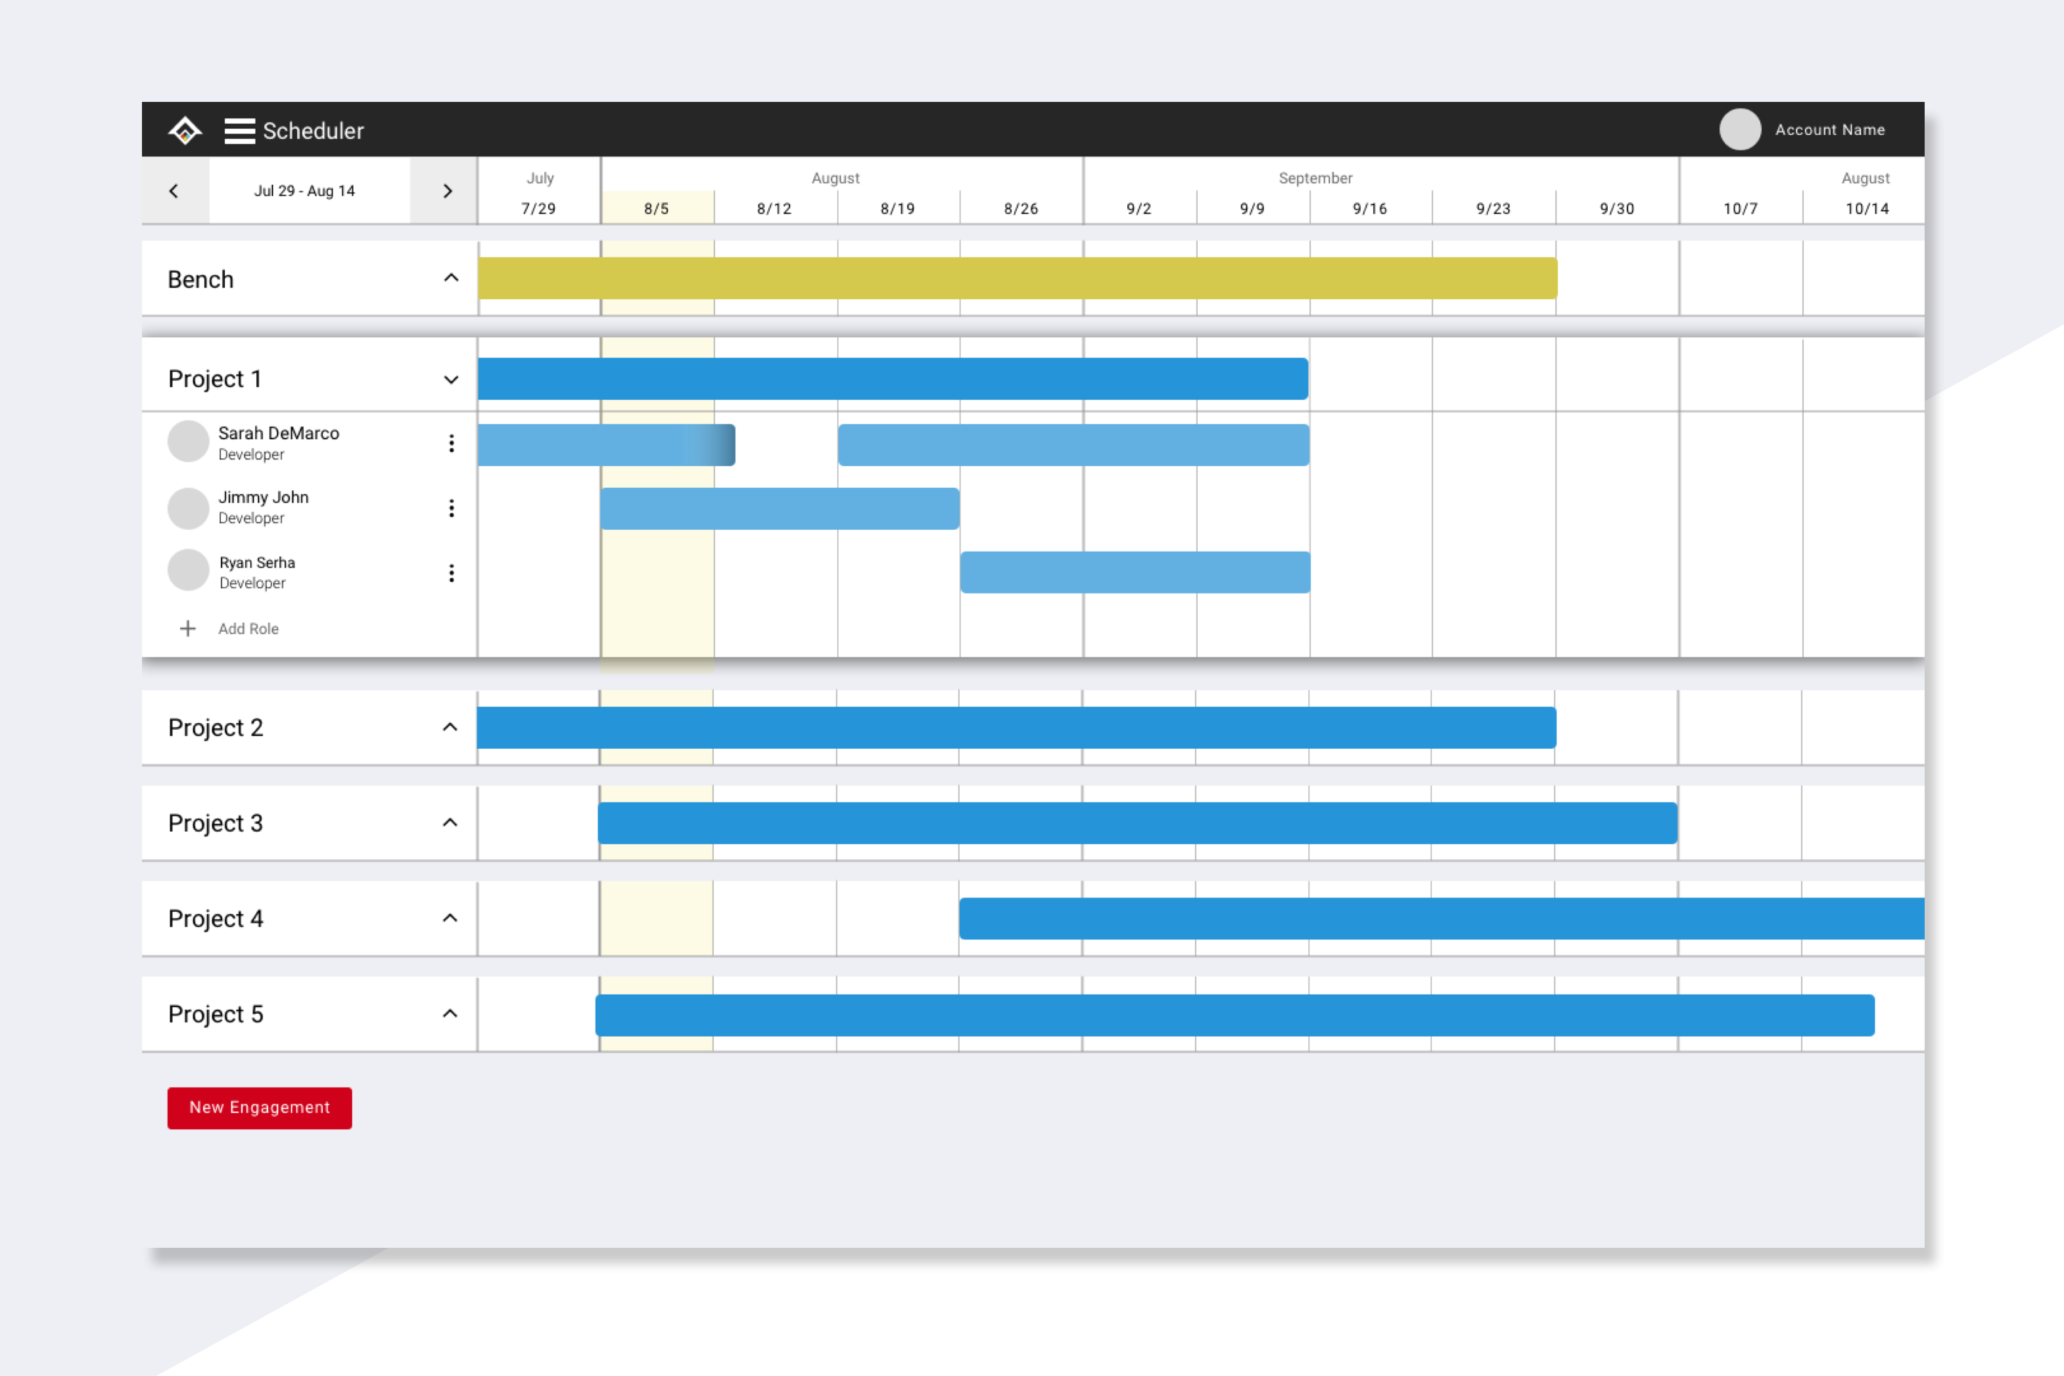 Scheduler
Account Name
Jul 29 - Aug 14
July
August
September
August
7/29
8/5
8/12
8/19
8/26
9/2
9/9
9/16
9/23
9/30
10/7
10/14
Bench
Project 1
Sarah DeMarco
Developer
Jimmy John
Developer
Ryan Serha
Developer
Add Role
Project 2
Project 3
Project 4
Project 5
New Engagement